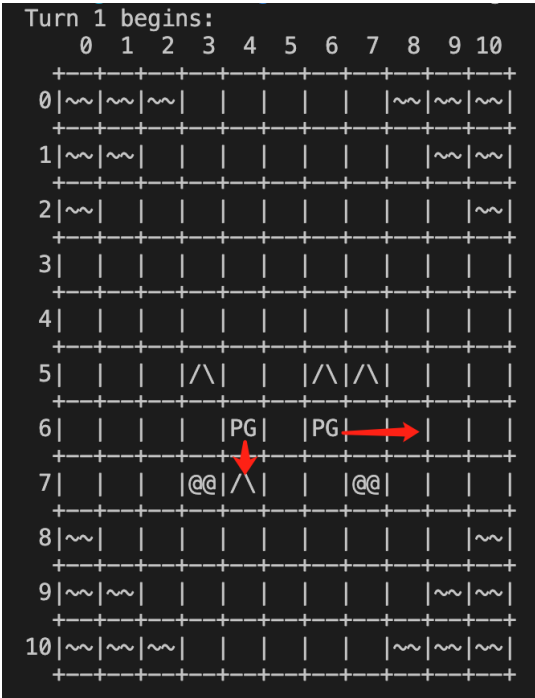 Turn 1 begins:
     0   1   2   3   4   5   6   7   8   9  10
   +--+--+--+--+--+--+--+--+--+--+--+
 0|~~|~~|~~|  |  |  |  |  |~~|~~|~~|
   +--+--+--+--+--+--+--+--+--+--+--+
 1|~~|~~|  |  |  |  |  |  |  |~~|~~|
   +--+--+--+--+--+--+--+--+--+--+--+
 2|~~|  |  |  |  |  |  |  |  |  |~~|
   +--+--+--+--+--+--+--+--+--+--+--+
 3|  |  |  |  |  |  |  |  |  |  |  |
   +--+--+--+--+--+--+--+--+--+--+--+
 4|  |  |  |  |  |  |  |  |  |  |  |
   +--+--+--+--+--+--+--+--+--+--+--+
 5|  |  |  |/\|  |  |/\|/\|  |  |  |
   +--+--+--+--+--+--+--+--+--+--+--+
 6|  |  |  |  |PG|  |PG|  |  |  |  |
   +--+--+--+--+--+--+--+--+--+--+--+
 7|  |  |  |@@|/\|  |  |@@|  |  |  |
   +--+--+--+--+--+--+--+--+--+--+--+
 8|~~|  |  |  |  |  |  |  |  |  |~~|
   +--+--+--+--+--+--+--+--+--+--+--+
 9|~~|~~|  |  |  |  |  |  |  |~~|~~|
   +--+--+--+--+--+--+--+--+--+--+--+
10|~~|~~|~~|  |  |  |  |  |~~|~~|~~|
   +--+--+--+--+--+--+--+--+--+--+--+